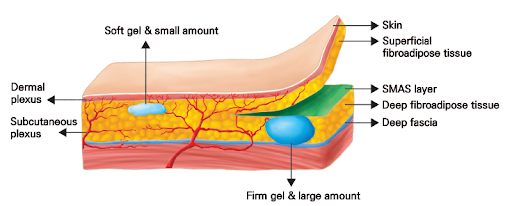 Soft gel & small amount
Skin
Superficial
fibroadipose tissue
Dermal
plexus
SMAS layer
Deep fibroadipose tissue
Subcutaneous
plexus
Deep fascia
Firm gel & large amount